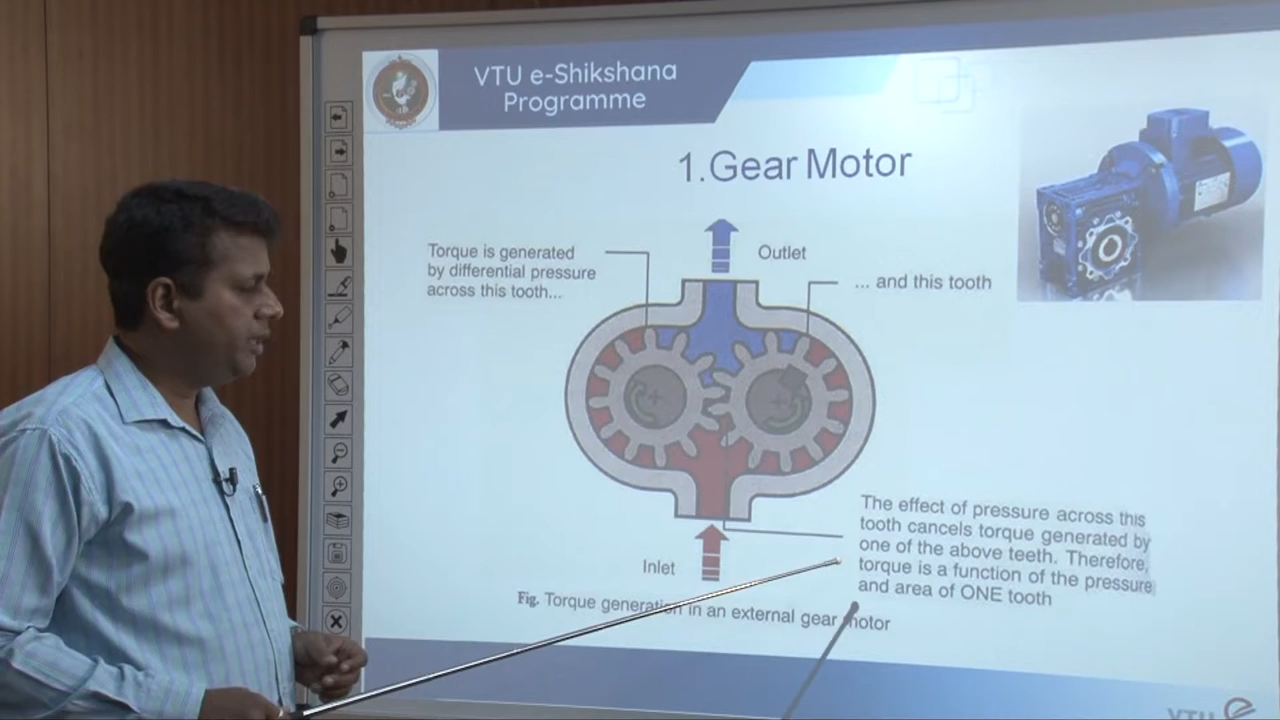 VTU e-Shikshana
Programme
1.Gear Motor
Torque is generated
by differential pressure
across this tooth...
Outlet
... and this tooth
The effect of pressure across this
tooth cancels torque generated by
one of the above teeth. Therefore,
torque is a function of the pressure
and area of ONE tooth
Inlet
Fig. Torque generation in an external gear motor
VTU